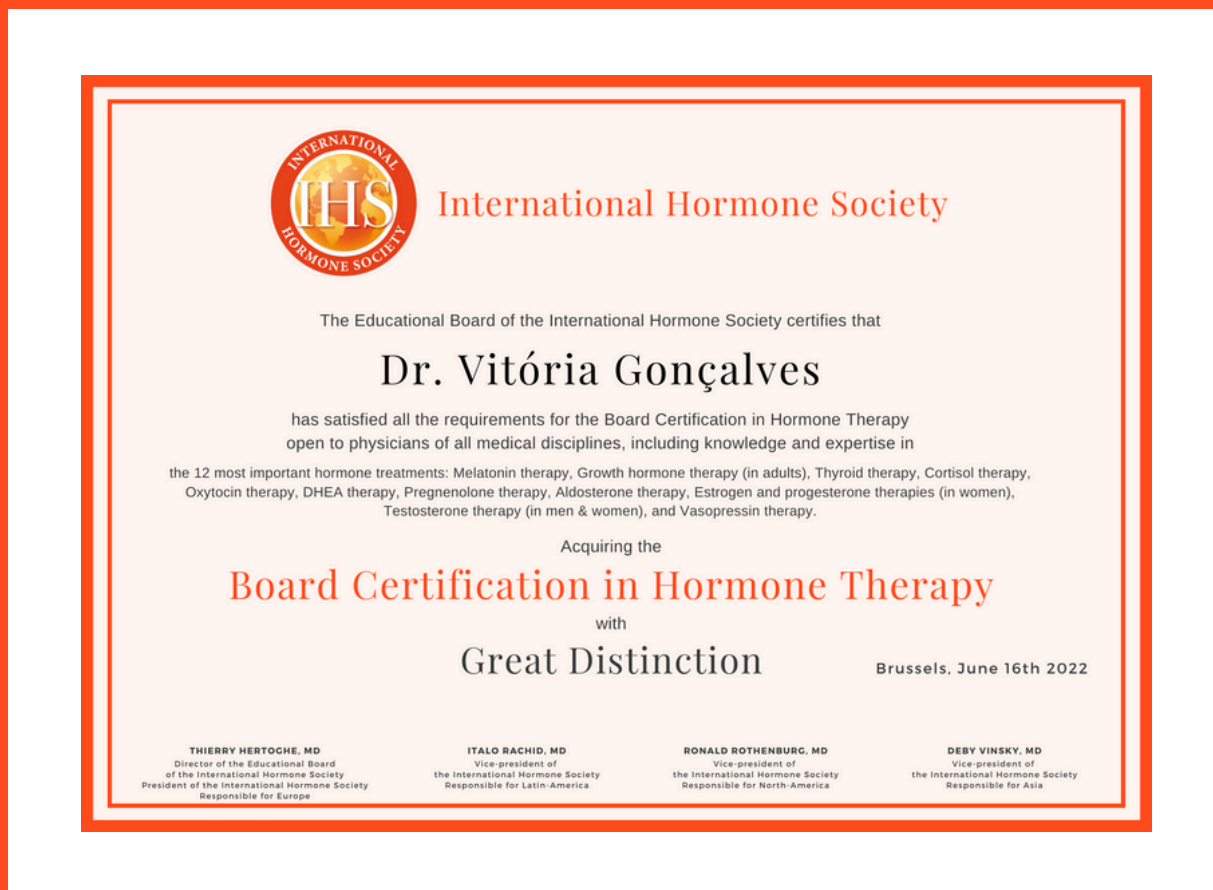 INTERNATIONAL
IHS
HORMONE SOCIETY
International Hormone Society
The Educational Board of the International Hormone Society certifies that
Dr. Vitória Gonçalves
has satisfied all the requirements for the Board Certification in Hormone Therapy
open to physicians of all medical disciplines, including knowledge and expertise in
the 12 most important hormone treatments: Melatonin therapy, Growth hormone therapy (in adults), Thyroid therapy, Cortisol therapy,
Oxytocin therapy, DHEA therapy, Pregnenolone therapy, Aldosterone therapy, Estrogen and progesterone therapies (in women),
Testosterone therapy (in men & women), and Vasopressin therapy.
Acquiring the
Board Certification in Hormone Therapy
with
Great Distinction
Brussels, June 16th 2022
THIERRY HERTOGHE, MD
Director of the Educational Board
of the International Hormone Society
President of the International Hormone Society
Responsible for Europe
ITALO RACHID, MD
Vice-president of
the International Hormone Society
Responsible for Latin-America
RONALD ROTHENBURG, MD
Vice-president of
the International Hormone Society
Responsible for North-America
DEBY VINSKY, MD
Vice-president of
the International Hormone Society
Responsible for Asia